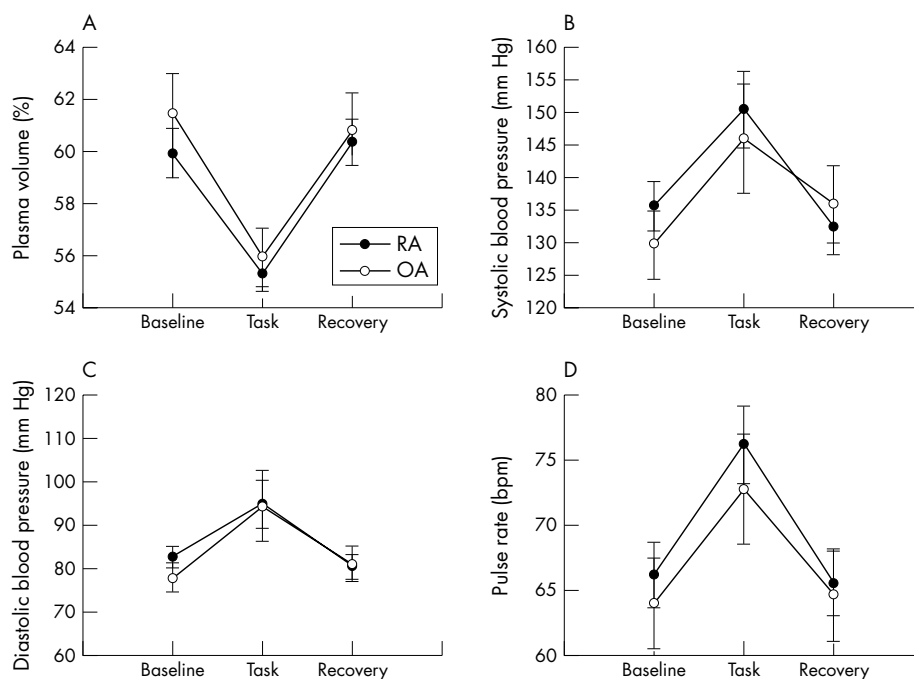 A
Plasma volume (%)
64
62
60
58
56
54
RA
OA
Baseline Task Recovery
B
Systolic blood pressure (mm Hg)
160
155
150
145
140
135
130
125
120
Baseline Task Recovery
C
Diastolic blood pressure (mm Hg)
120
110
100
90
80
70
60
Baseline Task Recovery
D
Pulse rate (bpm)
80
75
70
65
60
Baseline Task Recovery